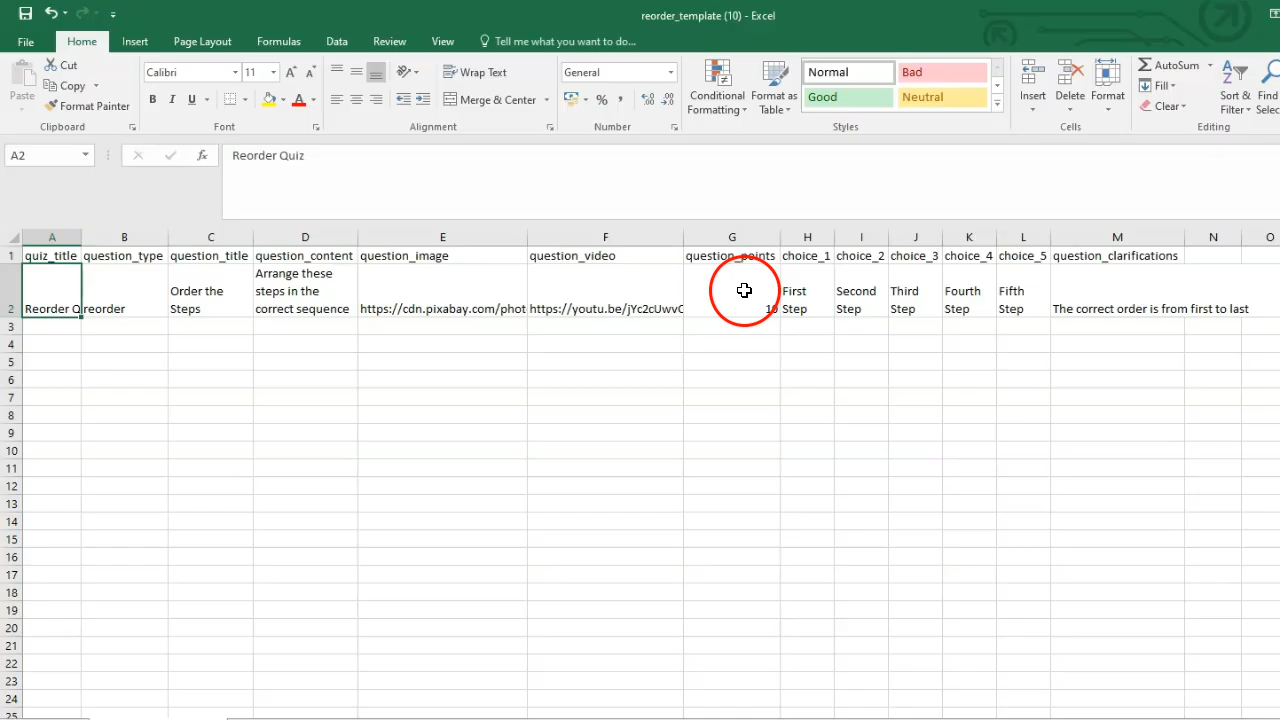 reorder_template (10) - Excel
File Home Insert Page Layout Formulas Data Review View Tell me what you want to do...
Paste
Cut
Copy
Format Painter
Clipboard
Calibri 11
B I U
Font
Wrap Text
Merge & Center
Alignment
General
Number
Conditional Formatting
Format as Table
Normal Bad
Good Neutral
Styles
Insert Delete Format
Cells
AutoSum
Fill
Clear
Sort & Filter
Editing
A2 fx Reorder Quiz
A B C D E F G H I J K L M N O
1 quiz_title question_type question_title question_content question_image question_video question_points choice_1 choice_2 choice_3 choice_4 choice_5 question_clarifications
2 Reorder Q reorder Order the Steps Arrange these steps in the correct sequence https://cdn.pixabay.com/phot https://youtu.be/jYc2cUwvC 10 First Step Second Step Third Step Fourth Step Fifth Step The correct order is from first to last
3
4
5
6
7
8
9
10
11
12
13
14
15
16
17
18
19
20
21
22
23
24
25